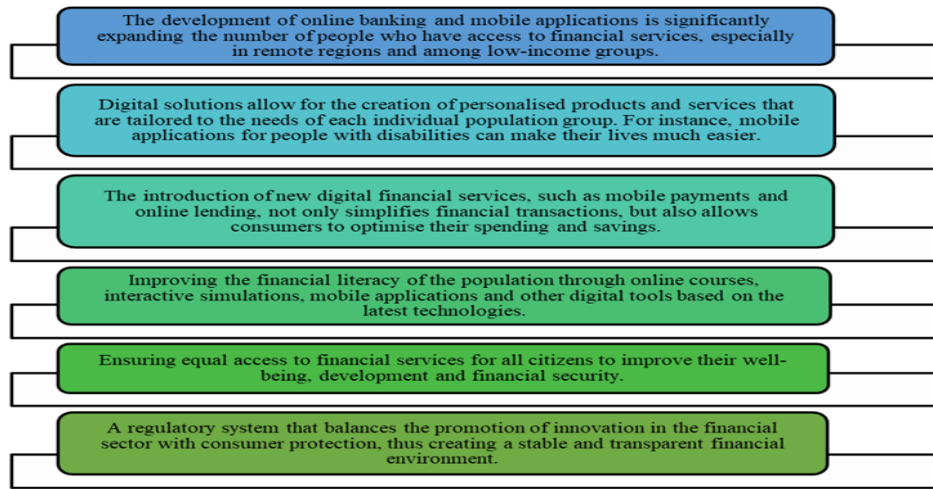 The development of online banking and mobile applications is significantly
expanding the number of people who have access to financial services, especially
in remote regions and among low-income groups.
Digital solutions allow for the creation of personalised products and services that
are tailored to the needs of each individual population group. For instance, mobile
applications for people with disabilities can make their lives much easier.
The introduction of new digital financial services, such as mobile payments and
online lending, not only simplifies financial transactions, but also allows
consumers to optimise their spending and savings.
Improving the financial literacy of the population through online courses,
interactive simulations, mobile applications and other digital tools based on the
latest technologies.
Ensuring equal access to financial services for all citizens to improve their well-
being, development and financial security.
A regulatory system that balances the promotion of innovation in the financial
sector with consumer protection, thus creating a stable and transparent financial
environment.